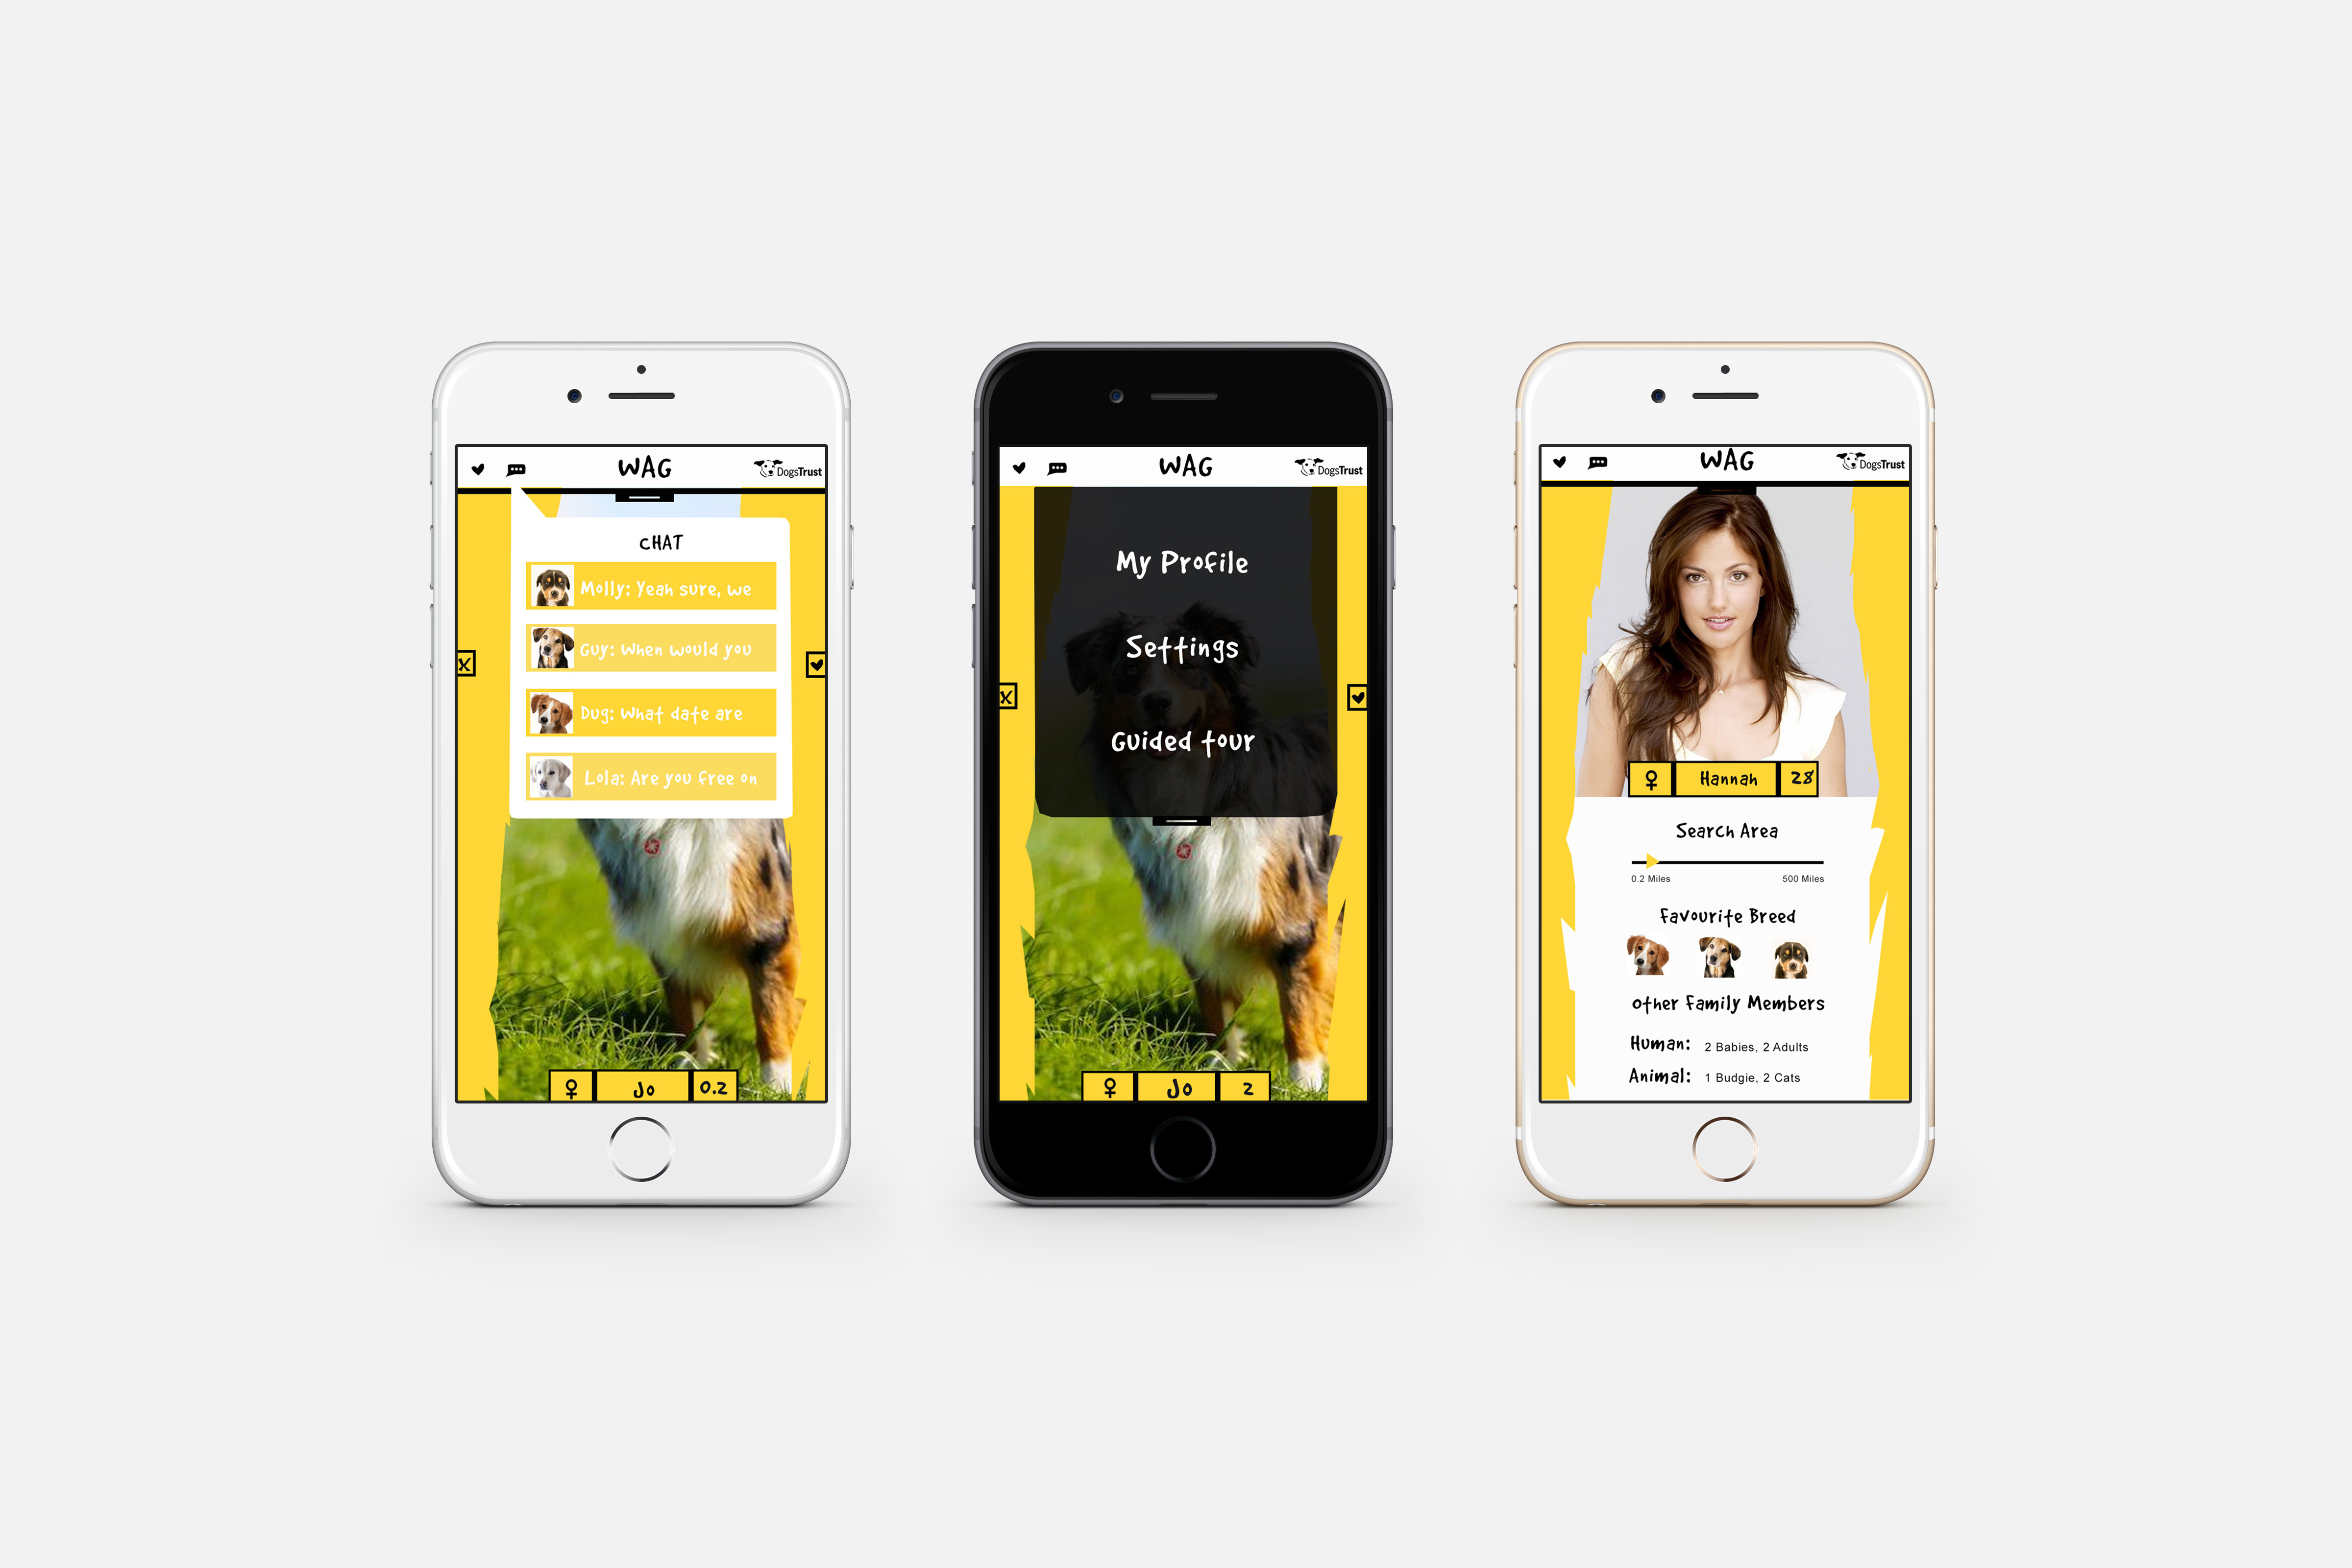 WAG
DogsTrust
CHAT
Molly: Yeah sure, we
Guy: When would you
Dug: What date are
Lola: Are you free on
X
Jo
0.2
WAG
DogsTrust
My Profile
Settings
Guided tour
X
Jo
2
WAG
DogsTrust
Hannah
28
Search Area
0.2 Miles
500 Miles
Favourite Breed
Other Family Members
Human: 2 Babies, 2 Adults
Animal: 1 Budgie, 2 Cats